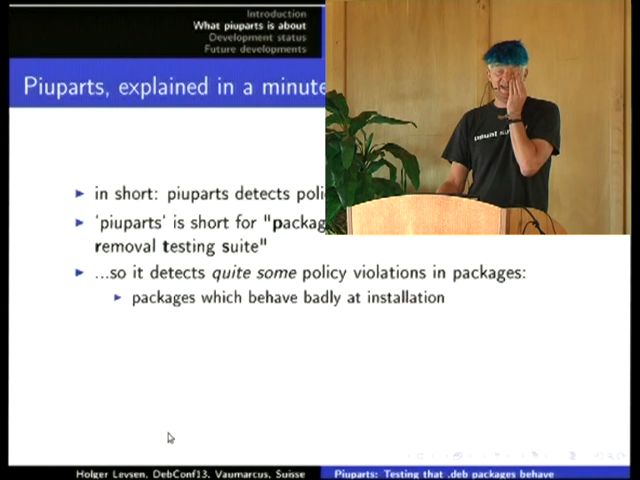 Introduction
What piuparts is about
Development status
Future developments
Piuparts, explained in a minute
in short: piuparts detects poli
'piuparts' is short for "packag
removal testing suite"
...so it detects quite some policy violations in packages:
packages which behave badly at installation
Holger Levsen, DebConf13, Vaumarcus, Suisse
Piuparts: Testing that .deb packages behave